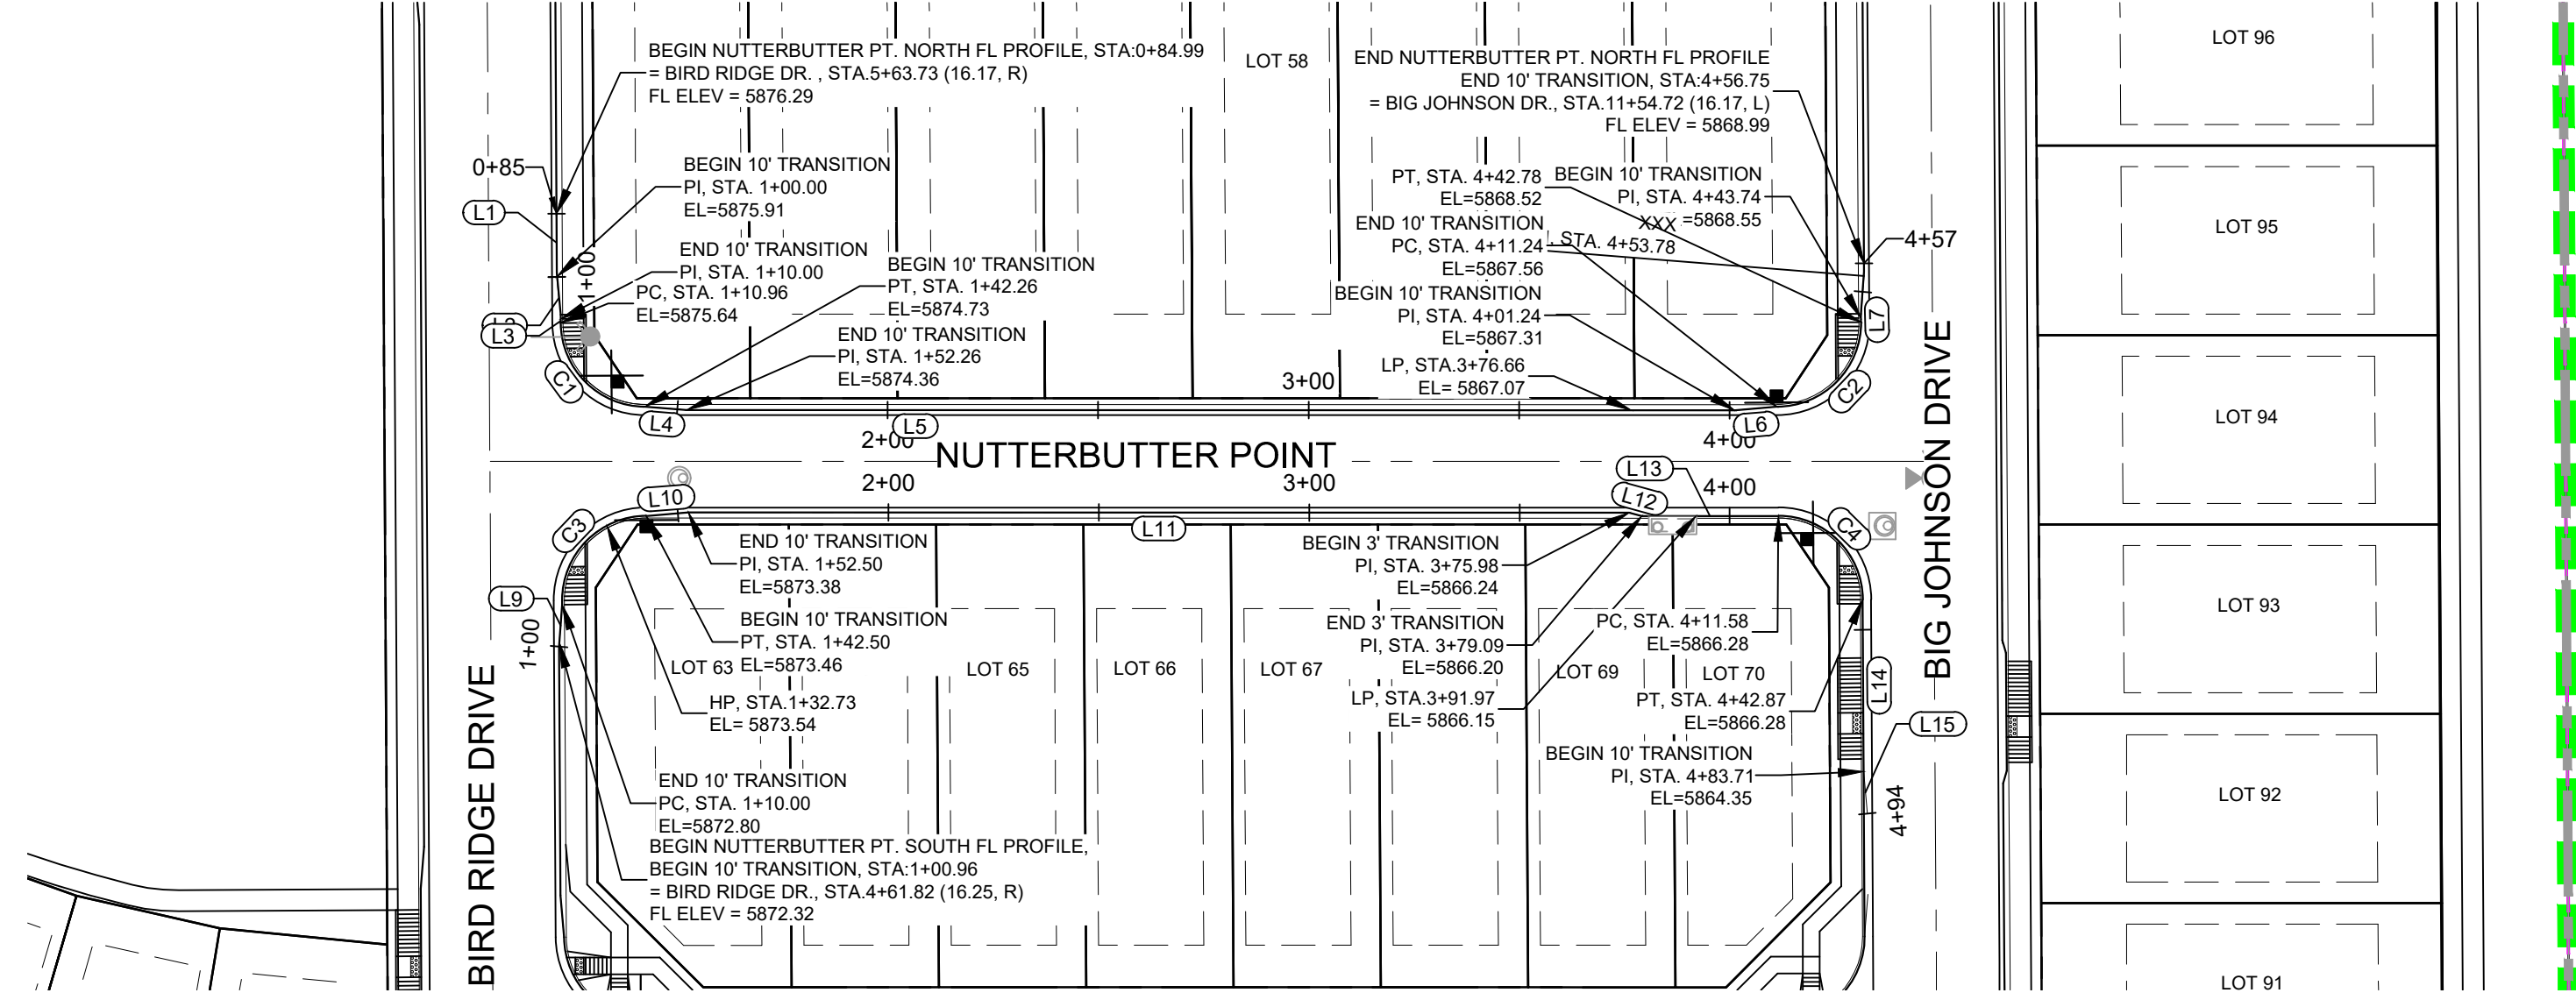 BEGIN NUTTERBUTTER PT. NORTH FL PROFILE, STA:0+84.99
= BIRD RIDGE DR. , STA.5+63.73 (16.17, R)
FL ELEV = 5876.29
LOT 58
END NUTTERBUTTER PT. NORTH FL PROFILE
END 10' TRANSITION, STA:4+56.75
= BIG JOHNSON DR., STA.11+54.72 (16.17, L)
FL ELEV = 5868.99
LOT 96
0+85
L1
BEGIN 10' TRANSITION
PI, STA. 1+00.00
EL=5875.91
PT, STA. 4+42.78
EL=5868.52
BEGIN 10' TRANSITION
PI, STA. 4+43.74
XXX =5868.55
END 10' TRANSITION
PC, STA. 4+11.24
EL=5867.56
, STA. 4+53.78
4+57
LOT 95
1+00
END 10' TRANSITION
PI, STA. 1+10.00
PC, STA. 1+10.96
EL=5875.64
BEGIN 10' TRANSITION
PT, STA. 1+42.26
EL=5874.73
BEGIN 10' TRANSITION
PI, STA. 4+01.24
EL=5867.31
L7
L3
END 10' TRANSITION
PI, STA. 1+52.26
EL=5874.36
LP, STA.3+76.66
EL= 5867.07
3+00
C1
C2
LOT 94
L4
L5
L6
2+00
4+00
NUTTERBUTTER POINT
BIG JOHNSON DRIVE
2+00
3+00
4+00
L13
L10
L12
L11
C3
C4
END 10' TRANSITION
PI, STA. 1+52.50
EL=5873.38
BEGIN 3' TRANSITION
PI, STA. 3+75.98
EL=5866.24
LOT 93
L9
1+00
BEGIN 10' TRANSITION
PT, STA. 1+42.50
EL=5873.46
END 3' TRANSITION
PI, STA. 3+79.09
EL=5866.20
PC, STA. 4+11.58
EL=5866.28
LOT 63
LOT 65
LOT 66
LOT 67
LOT 69
LOT 70
L14
HP, STA.1+32.73
EL= 5873.54
LP, STA.3+91.97
EL= 5866.15
PT, STA. 4+42.87
EL=5866.28
L15
BEGIN 10' TRANSITION
PI, STA. 4+83.71
EL=5864.35
LOT 92
4+94
END 10' TRANSITION
PC, STA. 1+10.00
EL=5872.80
BIRD RIDGE DRIVE
BEGIN NUTTERBUTTER PT. SOUTH FL PROFILE,
BEGIN 10' TRANSITION, STA:1+00.96
= BIRD RIDGE DR., STA.4+61.82 (16.25, R)
FL ELEV = 5872.32
LOT 91